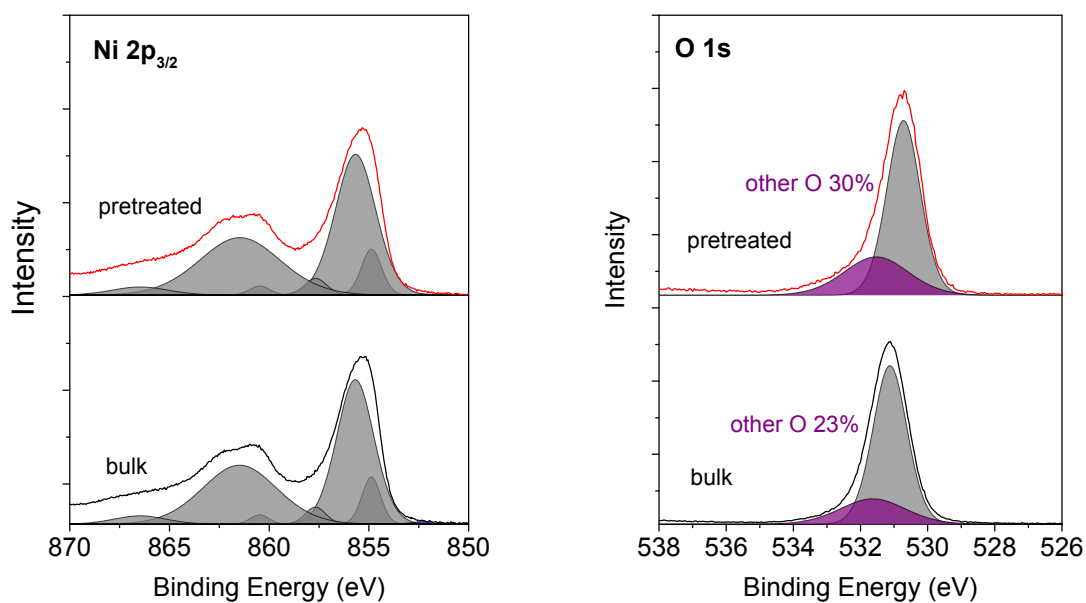 Ni 2p3/2
pretreated
bulk
Intensity
870 865 860 855 850
Binding Energy (eV)
O 1s
other O 30%
pretreated
other O 23%
bulk
Intensity
538 536 534 532 530 528 526
Binding Energy (eV)